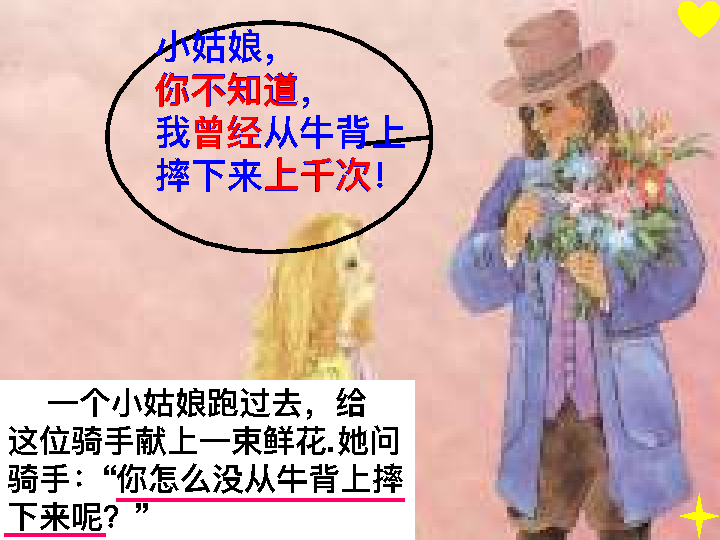 小姑娘，
你不知道，
我曾经从牛背上
摔下来上千次！
一个小姑娘跑过去，给
这位骑手献上一束鲜花.她问
骑手：“你怎么没从牛背上摔
下来呢？”